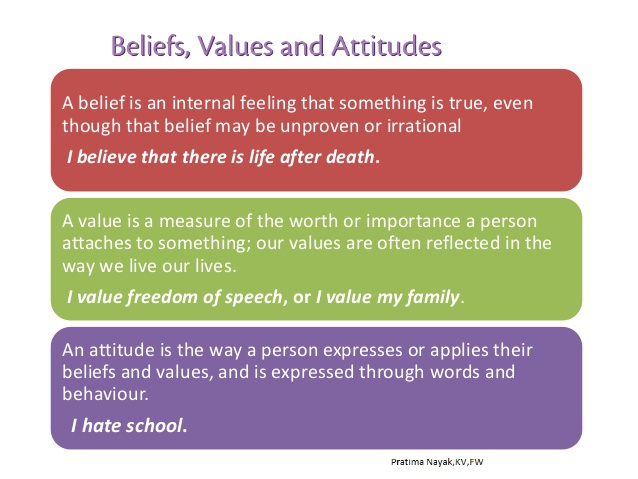 Beliefs, Values and Attitudes
A belief is an internal feeling that something is true, even
though that belief may be unproven or irrational
I believe that there is life after death.
A value is a measure of the worth or importance a person
attaches to something; our values are often reflected in the
way we live our lives.
I value freedom of speech, or I value my family.
An attitude is the way a person expresses or applies their
beliefs and values, and is expressed through words and
behaviour.
I hate school.
Pratima Nayak,KV,FW